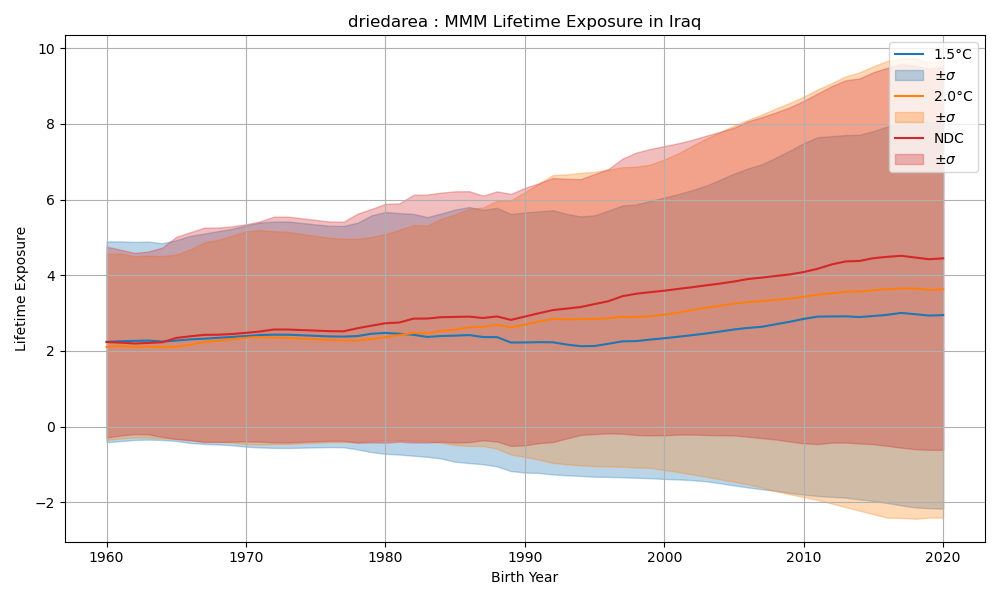 driedarea : MMM Lifetime Exposure in Iraq
Lifetime Exposure
10
8
6
4
2
0
−2
1960
1970
1980
1990
2000
2010
2020
Birth Year
1.5°C
±σ
2.0°C
±σ
NDC
±σ